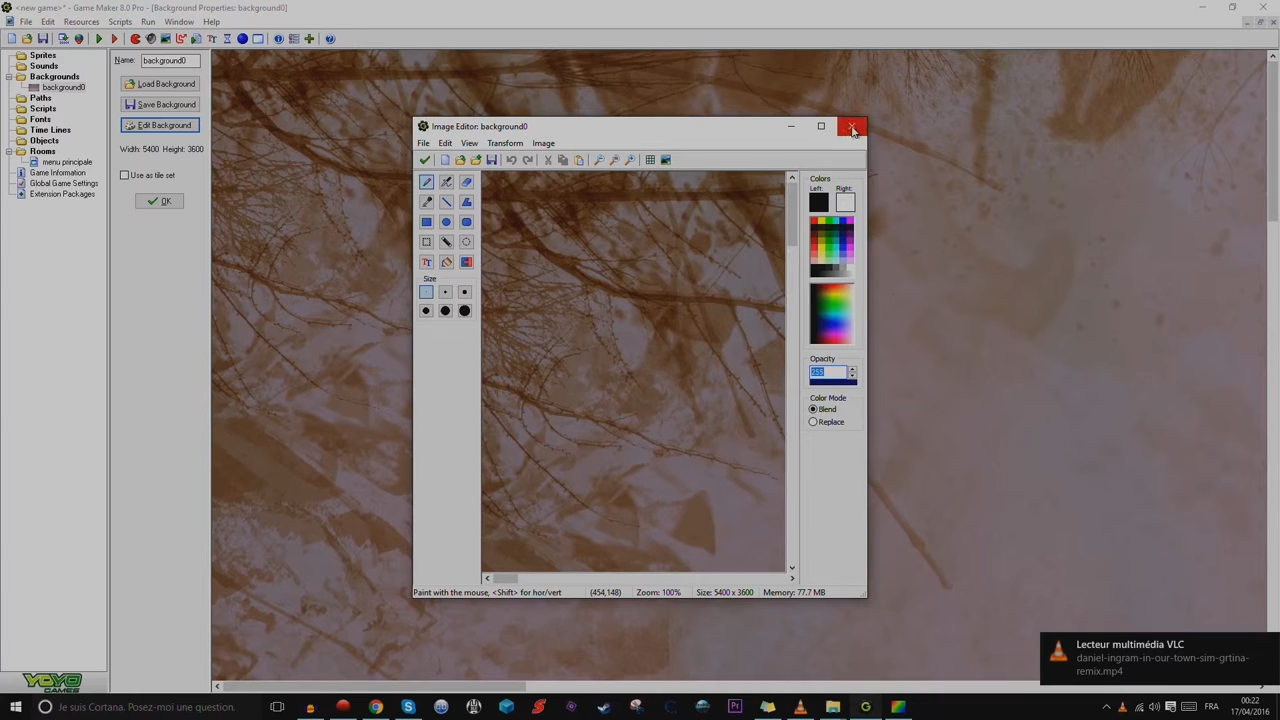 <new game>* - Game Maker 8.0 Pro - [Background Properties: background0]
File Edit Resources Scripts Run Window Help
Sprites
Sounds
Backgrounds
background0
Paths
Scripts
Fonts
Time Lines
Objects
Rooms
menu principale
Game Information
Global Game Settings
Extension Packages
Name: background0
Load Background
Save Background
Edit Background
Width: 5400 Height: 3600
Use as tile set
OK
Image Editor: background0
File Edit View Transform Image
Size
Colors
Left: Right:
Opacity
255
Color Mode
Blend
Replace
Paint with the mouse, <Shift> for hor/vert (454,148) Zoom: 100% Size: 5400 x 3600 Memory: 77.7 MB
Lecteur multimédia VLC
daniel-ingram-in-our-town-sim-grtina-
remix.mp4
YOYO
GAMES
Je suis Cortana. Posez-moi une question.
FRA
00:22
17/04/2016